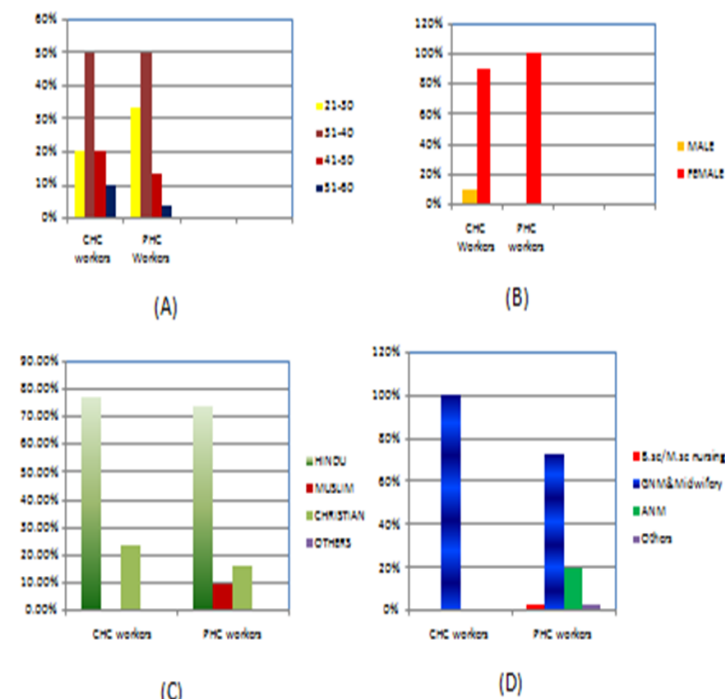 60%
50%
40%
30%
20%
10%
0%
CHC
workers
PHC
Workers
21-30
31-40
41-50
51-60
(A)
120%
100%
80%
60%
40%
20%
0%
CHC
Workers
PHC
workers
MALE
FEMALE
(B)
90.00%
80.00%
70.00%
60.00%
50.00%
40.00%
30.00%
20.00%
10.00%
0.00%
CHC workers
PHC workers
HINDU
MUSLIM
CHRISTIAN
OTHERS
(C)
120%
100%
80%
60%
40%
20%
0%
CHC workers
PHC workers
B.sc/M.sc nursing
GNM&Midwifory
ANM
Others
(D)